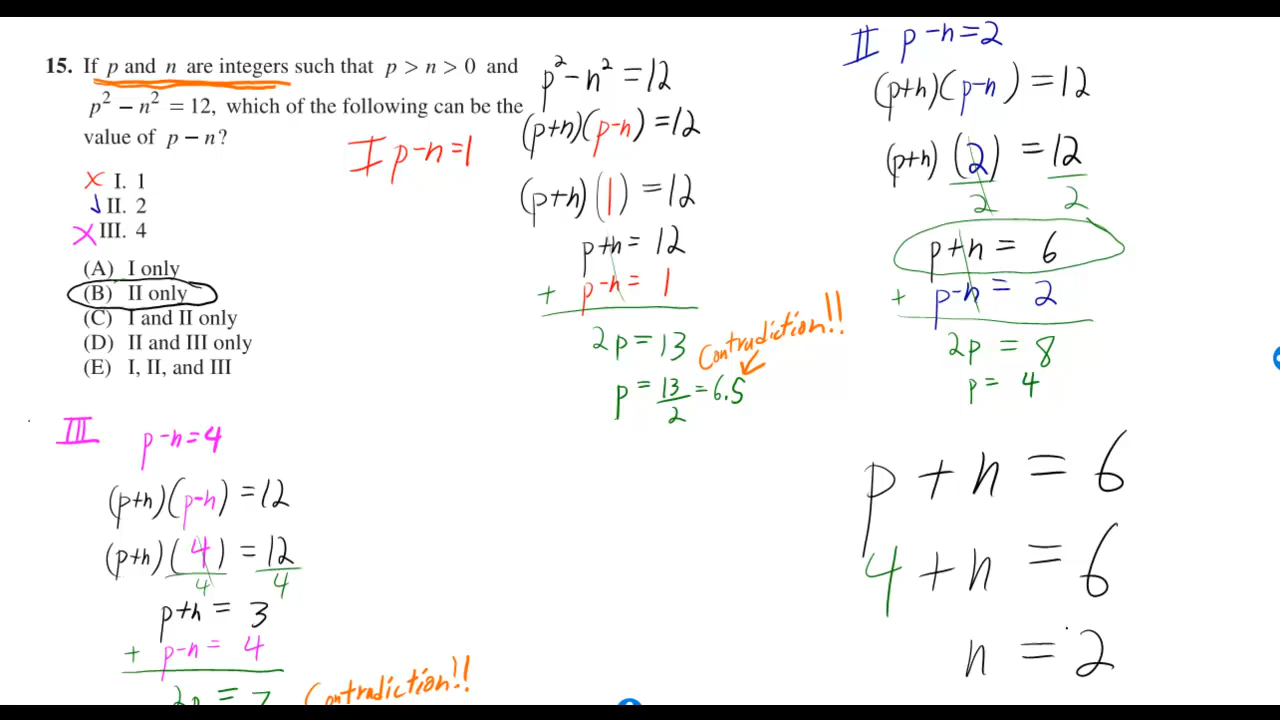 15. If p and n are integers such that p > n > 0 and
p² − n² = 12, which of the following can be the
value of p − n?
X I. 1
II. 2
X III. 4
(A) I only
(B) II only
(C) I and II only
(D) II and III only
(E) I, II, and III
I p-n=1
p²-n²=12
(p+n)(p-n)=12
(p+n)(1)=12
p+n=12
+ p-n=1
2p=13
p=13/2=6.5
Contradiction!!
II p-n=2
(p+n)(p-n)=12
(p+n)(2)/2=12/2
p+n=6
+ p-n=2
2p=8
p=4
p+n=6
4+n=6
n=2
III p-n=4
(p+n)(p-n)=12
(p+n)(4)/4=12/4
p+n=3
+ p-n=4
2p=7
Contradiction!!